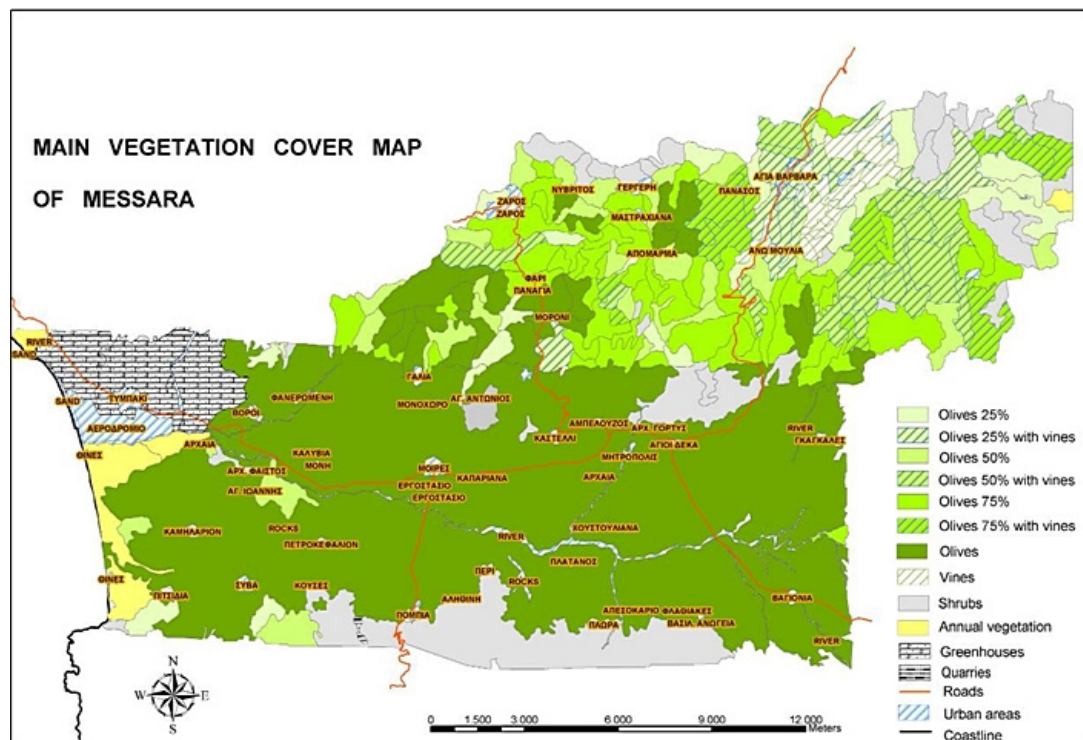 MAIN VEGETATION COVER MAP
OF MESSARA
ΑΓΙΑ ΒΑΡΒΑΡΑ
ΝΥΒΡΙΤΟΣ
ΓΕΡΓΕΡΗ
ΠΑΝΑΣΟΣ
ΖΑΡΟΣ
ΖΑΡΟΣ
ΜΑΣΤΡΑΧΙΑΝΑ
ΑΠΟΜΑΡΜΑ
ΑΝΩ ΜΟΥΛΙΑ
ΦΑΡΙ
ΠΑΝΑΓΙΑ
ΜΟΡΟΝΙ
RIVER
SAND
SAND
ΤΥΜΠΑΚΙ
ΑΕΡΟΔΡΟΜΙΟ
ΘΙΝΕΣ
ΓΑΛΙΑ
ΦΑΝΕΡΩΜΕΝΗ
ΜΟΝΟΧΩΡΟ
ΑΓ. ΑΝΤΩΝΙΟΣ
ΒΟΡΟΙ
ΑΡΧΑΙΑ
ΚΑΣΤΕΛΛΙ
ΑΜΠΕΛΟΥΖΟΣ
ΑΡΧ. ΓΟΡΤΥΣ
ΑΓΙΟΙ ΔΕΚΑ
RIVER
ΓΚΑΓΚΑΛΕΣ
ΚΑΛΥΒΙΑ
ΜΟΝΗ
ΜΗΤΡΟΠΟΛΙΣ
ΑΡΧ. ΦΑΙΣΤΟΣ
ΜΟΙΡΕΣ
ΚΑΠΑΡΙΑΝΑ
ΑΡΧΑΙΑ
ΑΓ. ΙΩΑΝΝΗΣ
ΕΡΓΟΣΤΑΣΙΟ
ΕΡΓΟΣΤΑΣΙΟ
ΚΑΜΗΛΑΡΙΟΝ
ROCKS
ΠΕΤΡΟΚΕΦΑΛΙΟΝ
RIVER
ΧΟΥΣΤΟΥΛΙΑΝΑ
ΠΛΑΤΑΝΟΣ
ΘΙΝΕΣ
ΠΙΤΣΙΔΙΑ
ΣΙΒΑ
ΚΟΥΣΕΣ
ΠΕΡΙ
ROCKS
ΑΛΗΘΙΝΗ
ΠΟΜΠΙΑ
ΑΠΕΣΟΚΑΡΙΟ
ΦΛΑΘΙΑΚΕΣ
ΠΛΩΡΑ
ΒΑΣΙΛ. ΑΝΩΓΕΙΑ
ΒΑΓΙΟΝΙΑ
RIVER
Olives 25%
Olives 25% with vines
Olives 50%
Olives 50% with vines
Olives 75%
Olives 75% with vines
Olives
Vines
Shrubs
Annual vegetation
Greenhouses
Quarries
Roads
Urban areas
Coastline
N
W
E
S
0 1.500 3.000 6.000 9.000 12.000
Meters